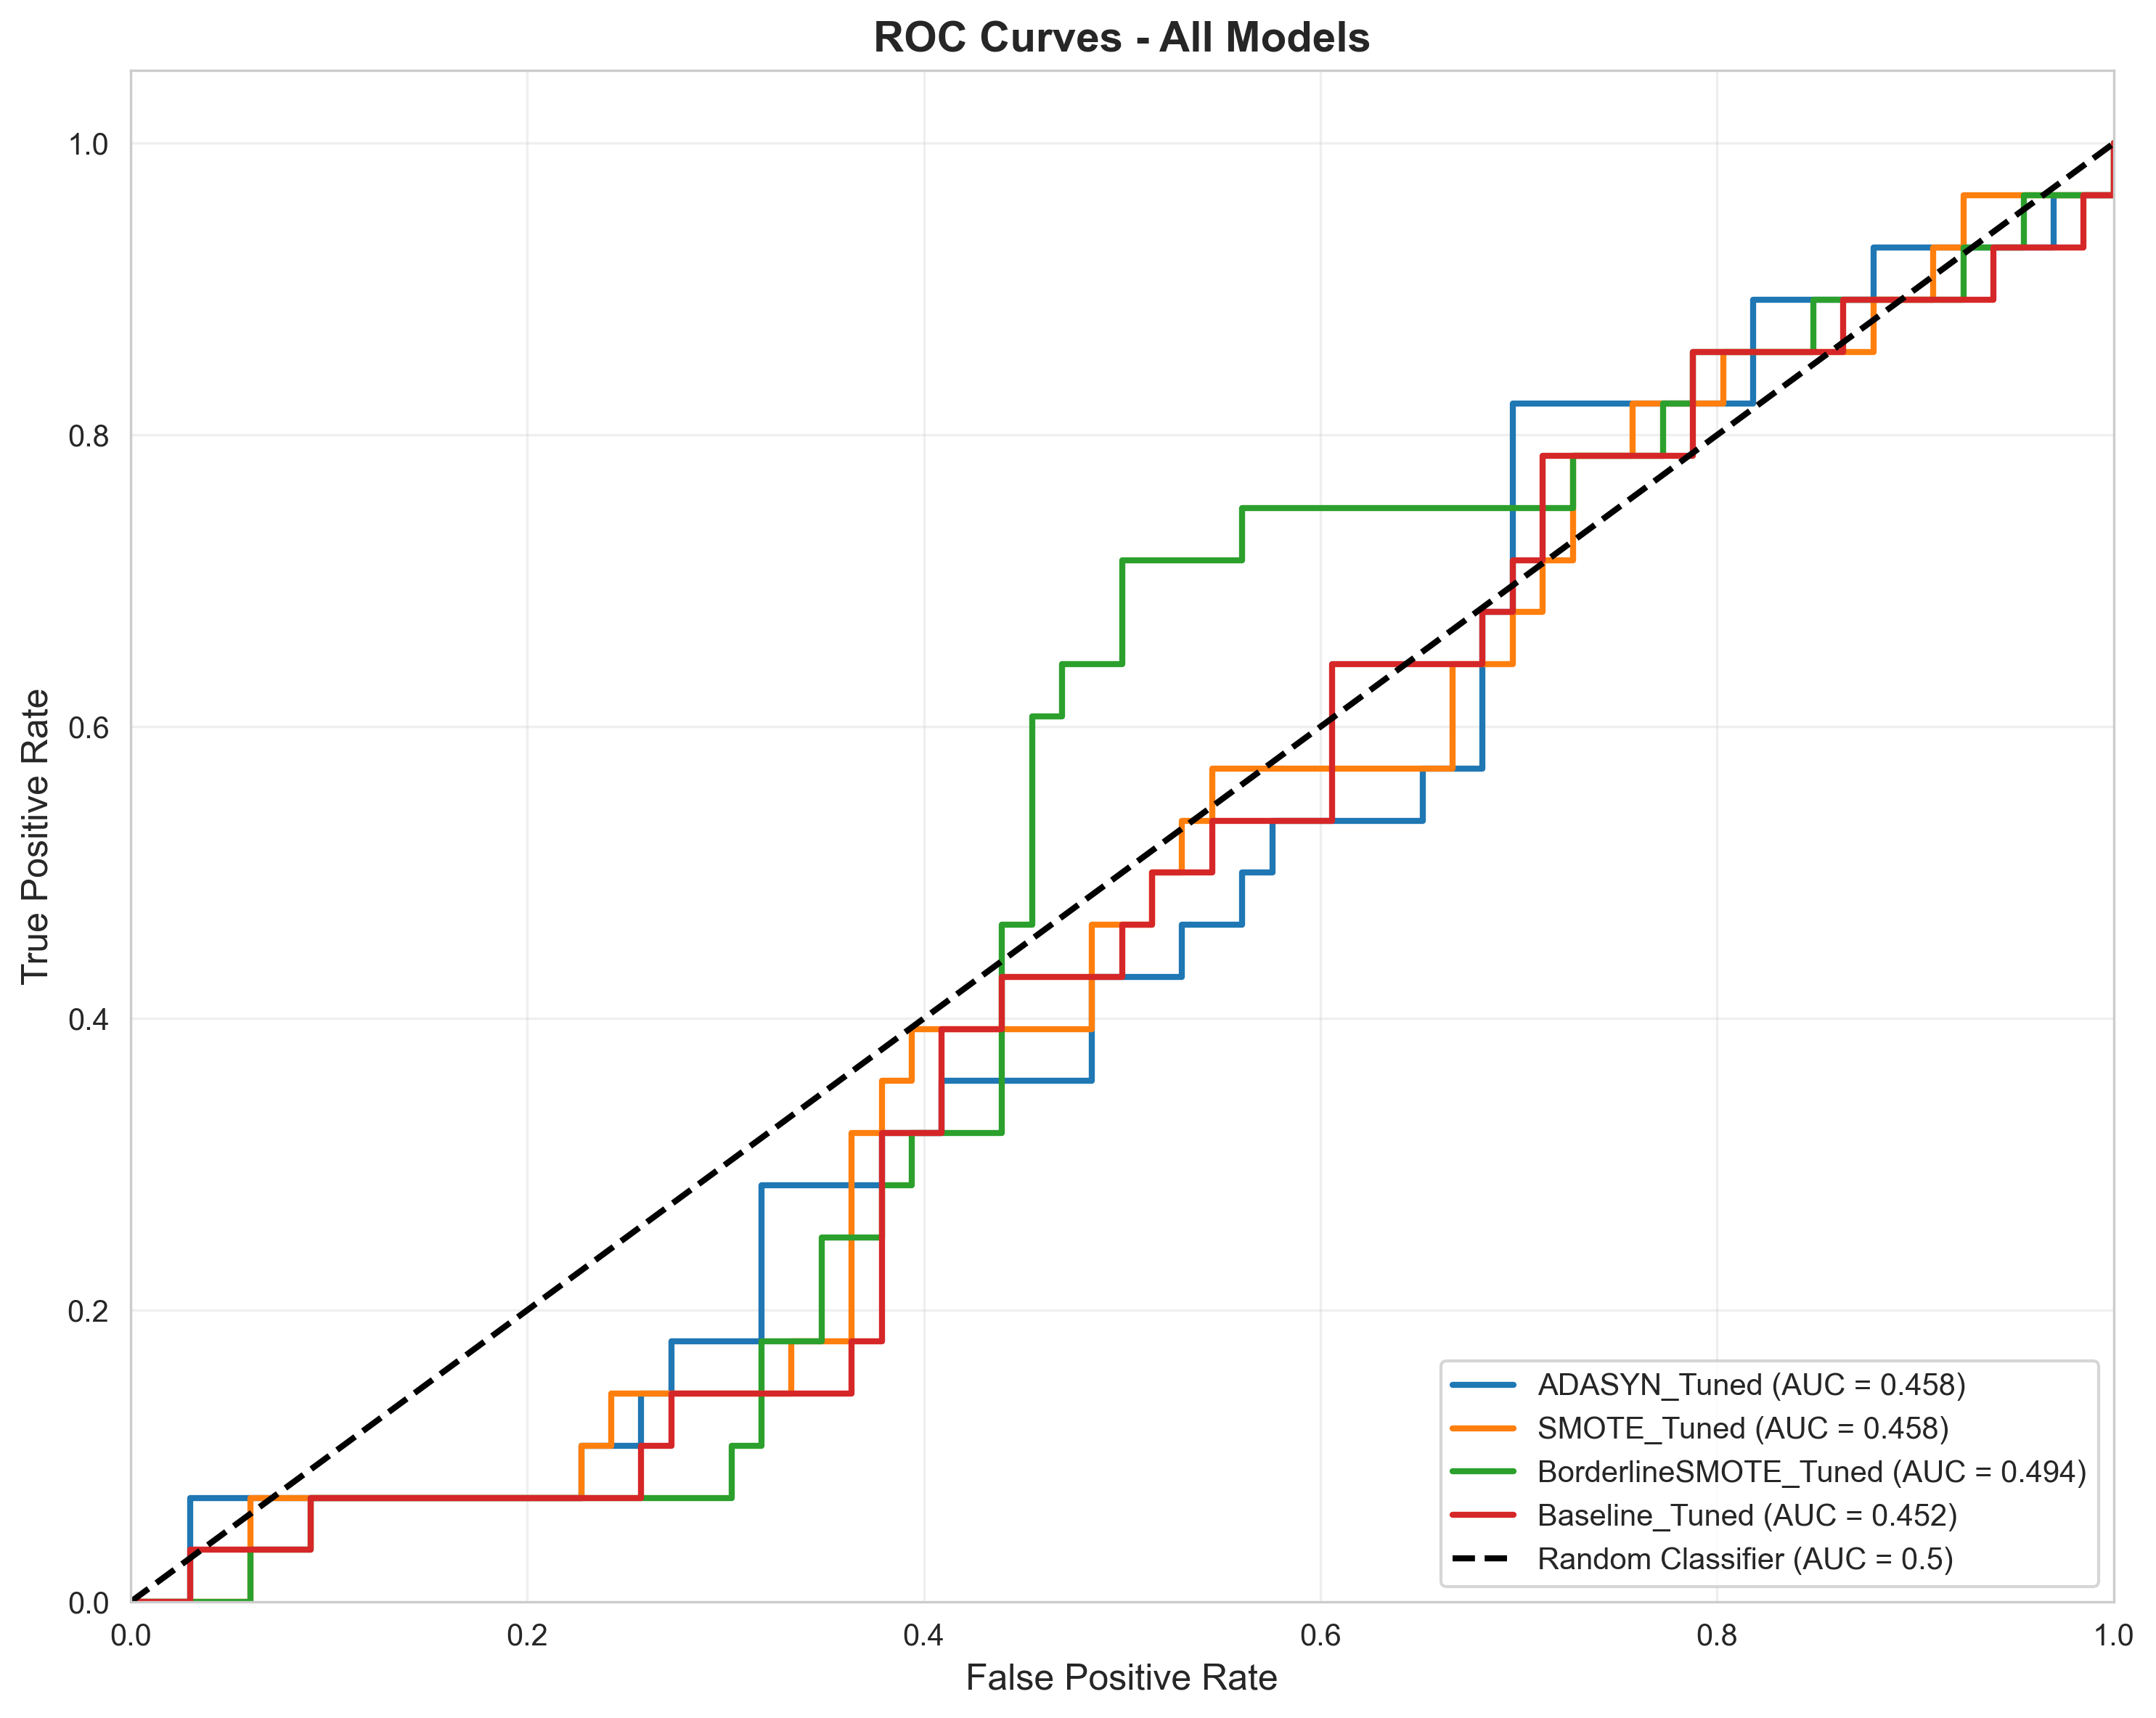 ROC Curves - All Models
True Positive Rate
1.0
0.8
0.6
0.4
0.2
0.0
0.0 0.2 0.4 0.6 0.8 1.0
False Positive Rate
ADASYN_Tuned (AUC = 0.458)
SMOTE_Tuned (AUC = 0.458)
BorderlineSMOTE_Tuned (AUC = 0.494)
Baseline_Tuned (AUC = 0.452)
Random Classifier (AUC = 0.5)